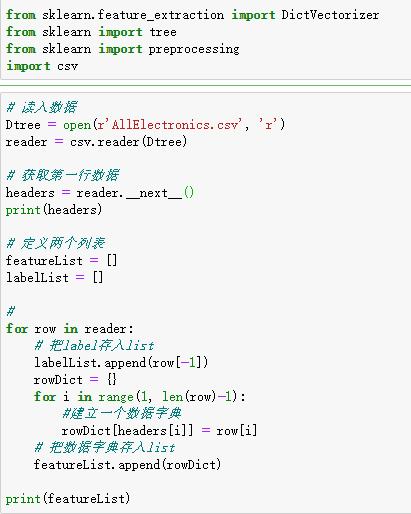 from sklearn.feature_extraction import DictVectorizer
from sklearn import tree
from sklearn import preprocessing
import csv
# 读入数据
Dtree = open(r'AllElectronics.csv', 'r')
reader = csv.reader(Dtree)
# 获取第一行数据
headers = reader.__next__()
print(headers)
# 定义两个列表
featureList = []
labelList = []
#
for row in reader:
# 把label存入list
labelList.append(row[-1])
rowDict = {}
for i in range(1, len(row)-1):
#建立一个数据字典
rowDict[headers[i]] = row[i]
# 把数据字典存入list
featureList.append(rowDict)
print(featureList)